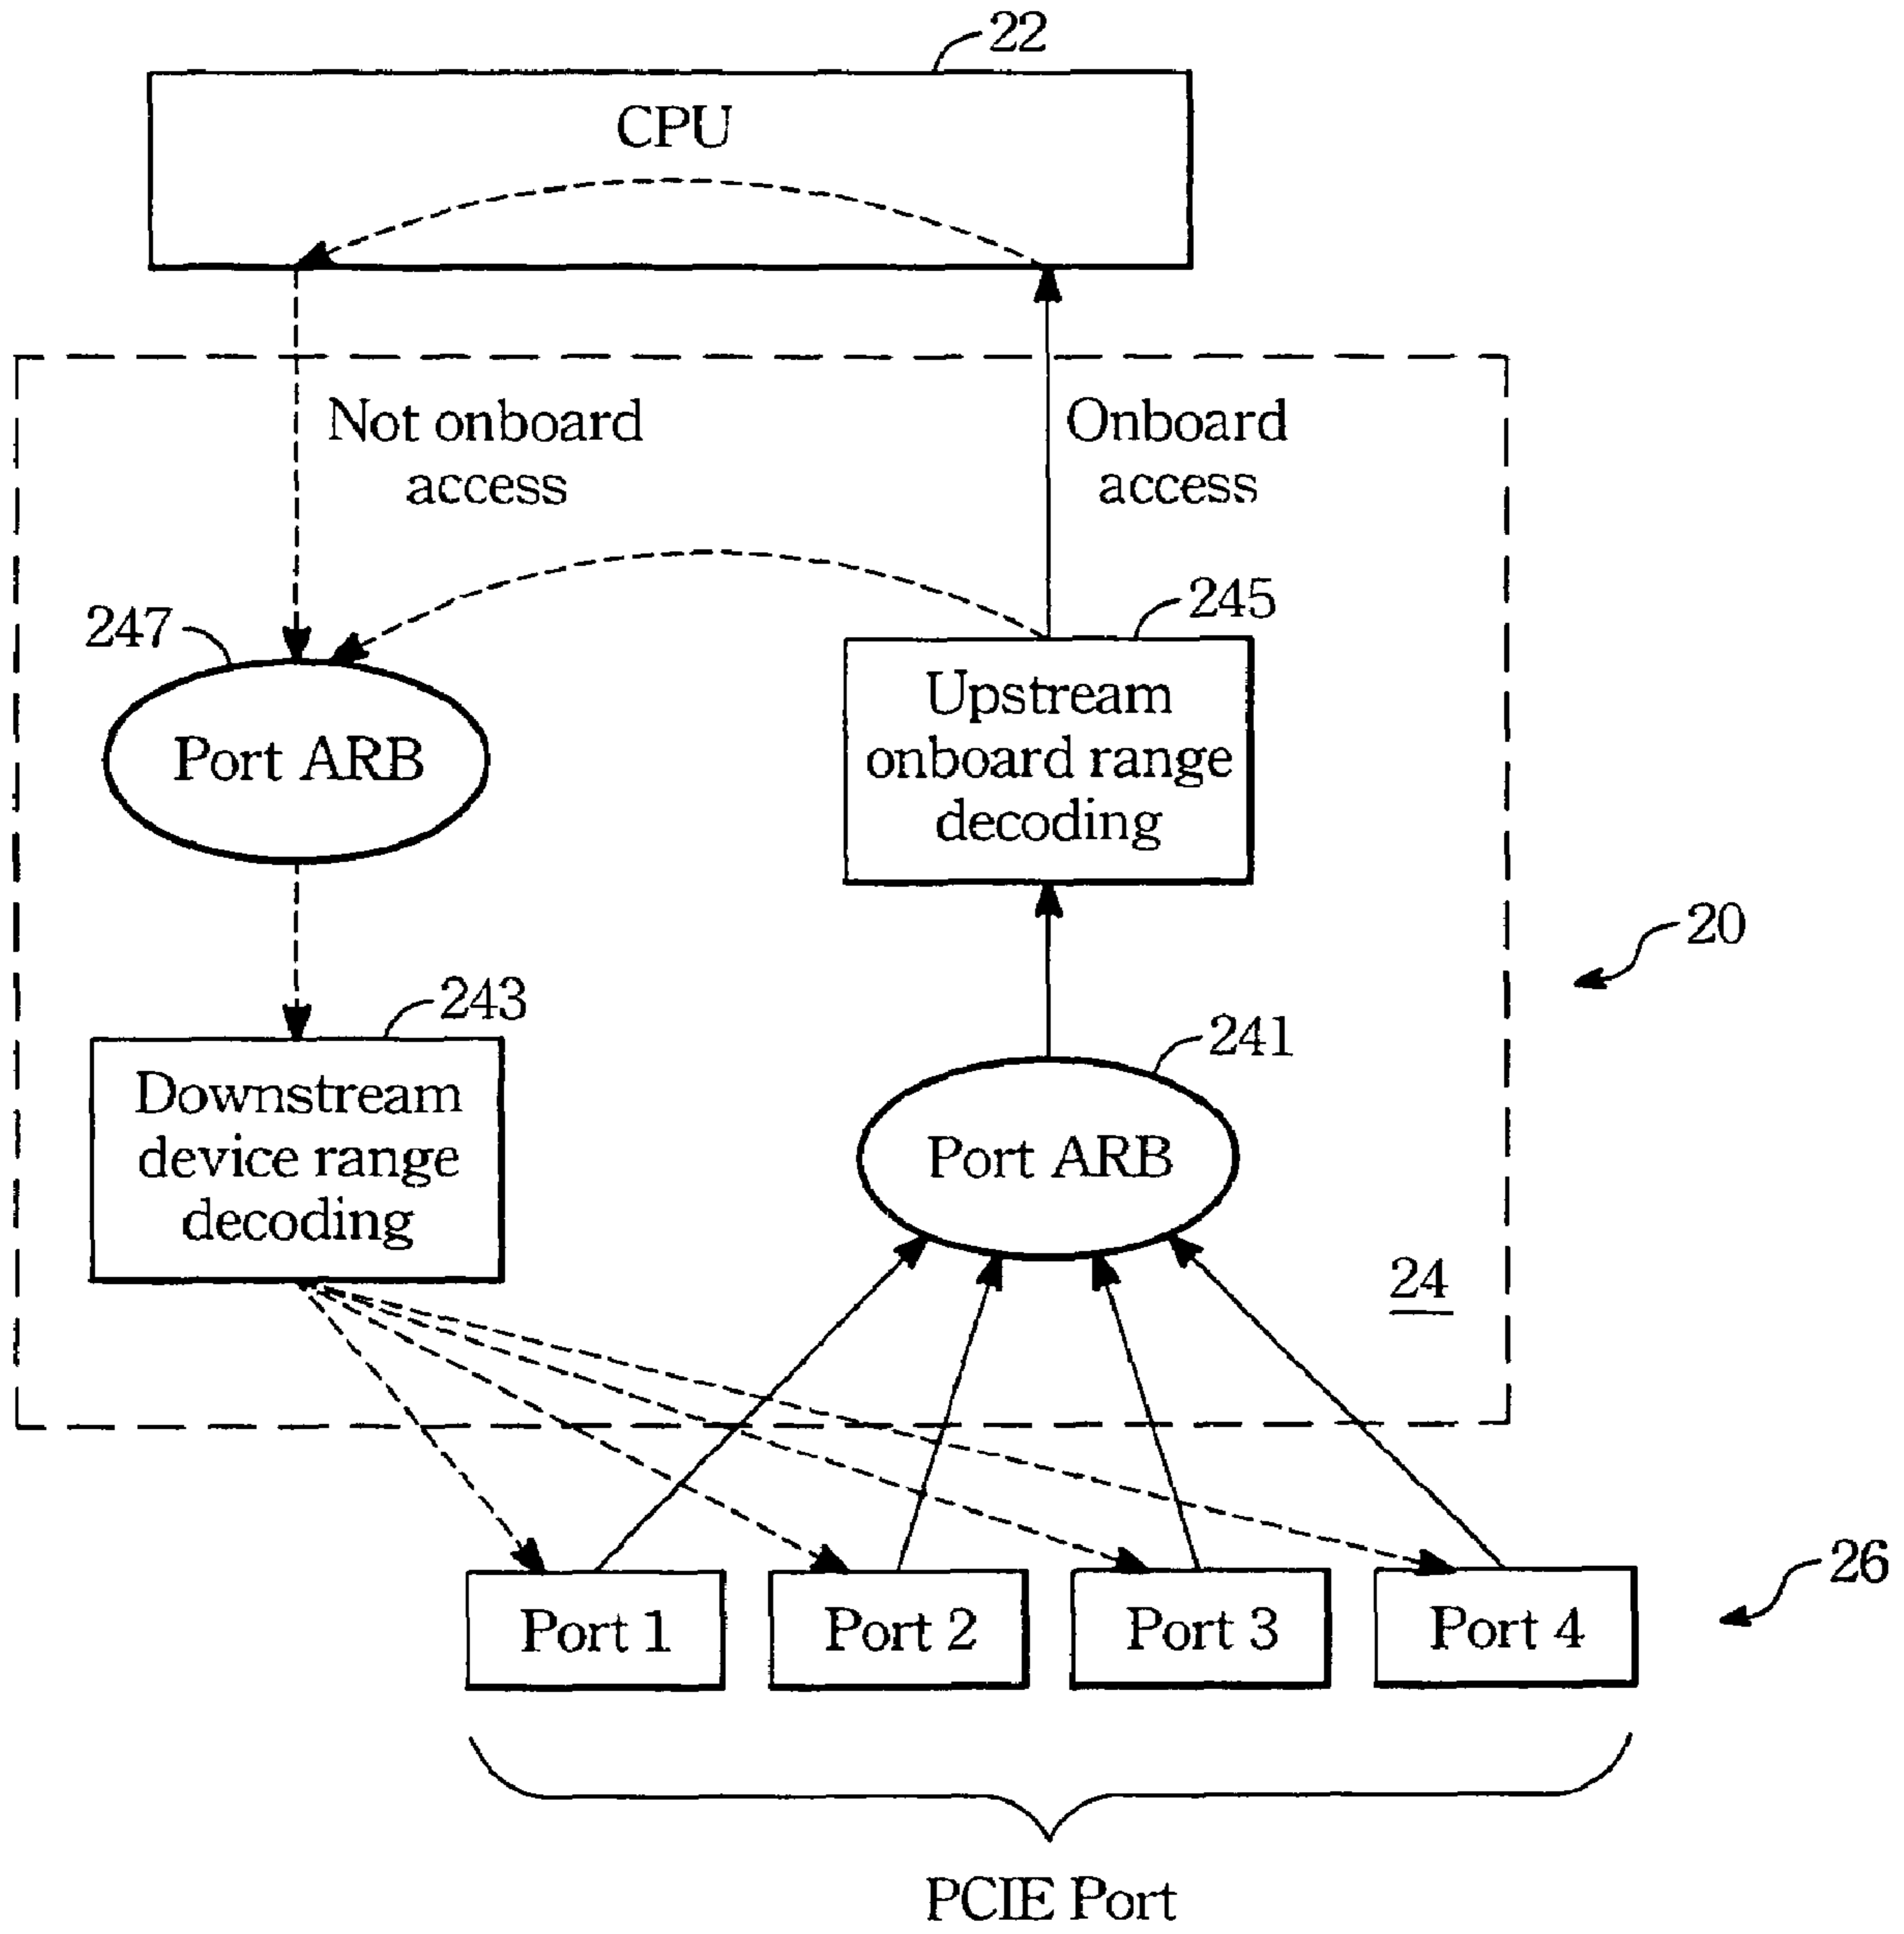 22
CPU
Not onboard
access
Onboard
access
247
245
Port ARB
Upstream
onboard range
decoding
20
243
241
Downstream
device range
decoding
Port ARB
24
26
Port 1
Port 2
Port 3
Port 4
PCIE Port